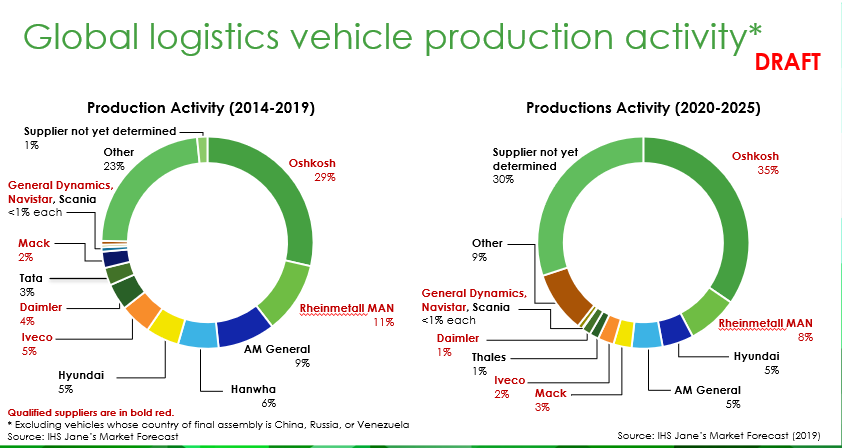 Global logistics vehicle production activity*
DRAFT
Production Activity (2014-2019)
Supplier not yet determined
1%
Other
23%
General Dynamics,
Navistar, Scania
<1% each
Mack
2%
Tata
3%
Daimler
4%
Iveco
5%
Hyundai
5%
Hanwha
6%
AM General
9%
Rheinmetall MAN
11%
Oshkosh
29%
Productions Activity (2020-2025)
Supplier not yet
determined
30%
Other
9%
General Dynamics,
Navistar, Scania
<1% each
Daimler
1%
Thales
1%
Iveco
2%
Mack
3%
AM General
5%
Hyundai
5%
Rheinmetall MAN
8%
Oshkosh
35%
Qualified suppliers are in bold red.
* Excluding vehicles whose country of final assembly is China, Russia, or Venezuela
Source: IHS Jane's Market Forecast
Source: IHS Jane's Market Forecast (2019)